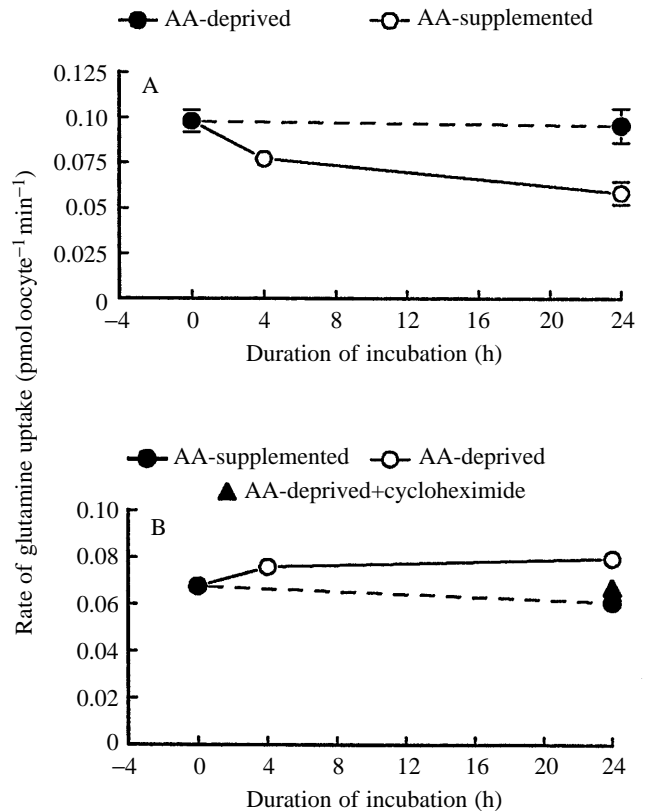 AA-deprived AA-supplemented
A
0.125
0.10
0.075
0.05
0.025
0
−4 0 4 8 12 16 20 24
Duration of incubation (h)
Rate of glutamine uptake (pmol oocyte−1 min−1)
AA-supplemented AA-deprived
AA-deprived+cycloheximide
B
0.10
0.08
0.06
0.04
0.02
0
−4 0 4 8 12 16 20 24
Duration of incubation (h)